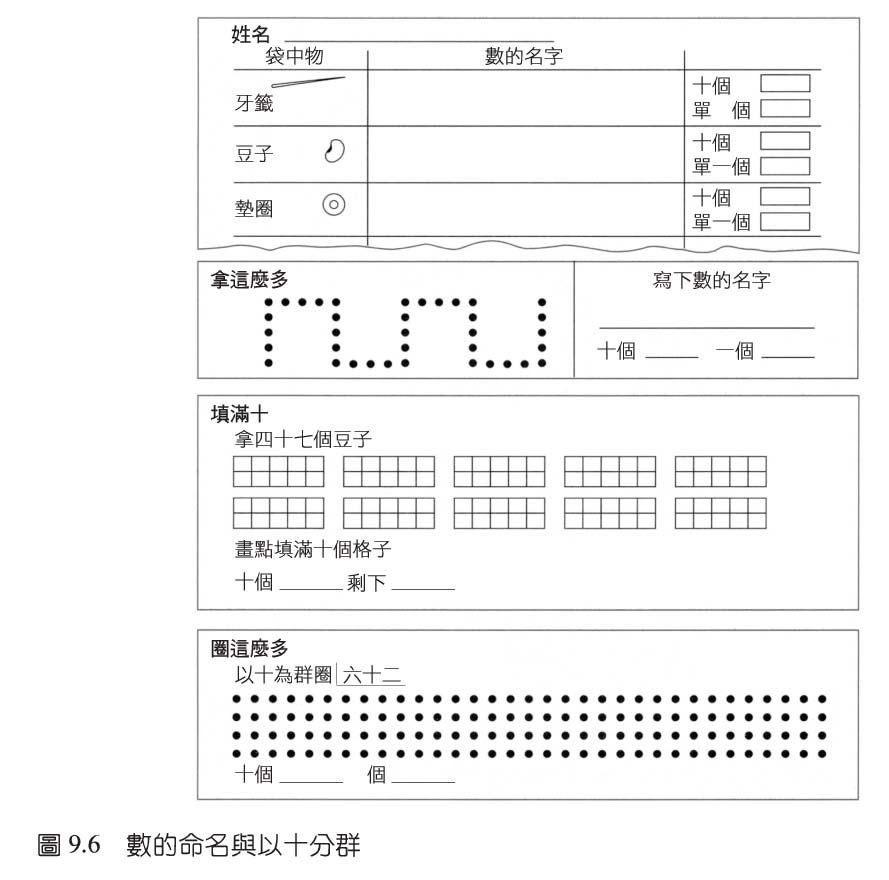 姓名
袋中物 數的名字
牙籤 十個
單 個
豆子 十個
單一個
墊圈 十個
單一個
拿這麼多 寫下數的名字
十個 一個
填滿十
拿四十七個豆子
畫點填滿十個格子
十個 剩下
圈這麼多
以十為群圈 六十二
十個 個
圖 9.6 數的命名與以十分群